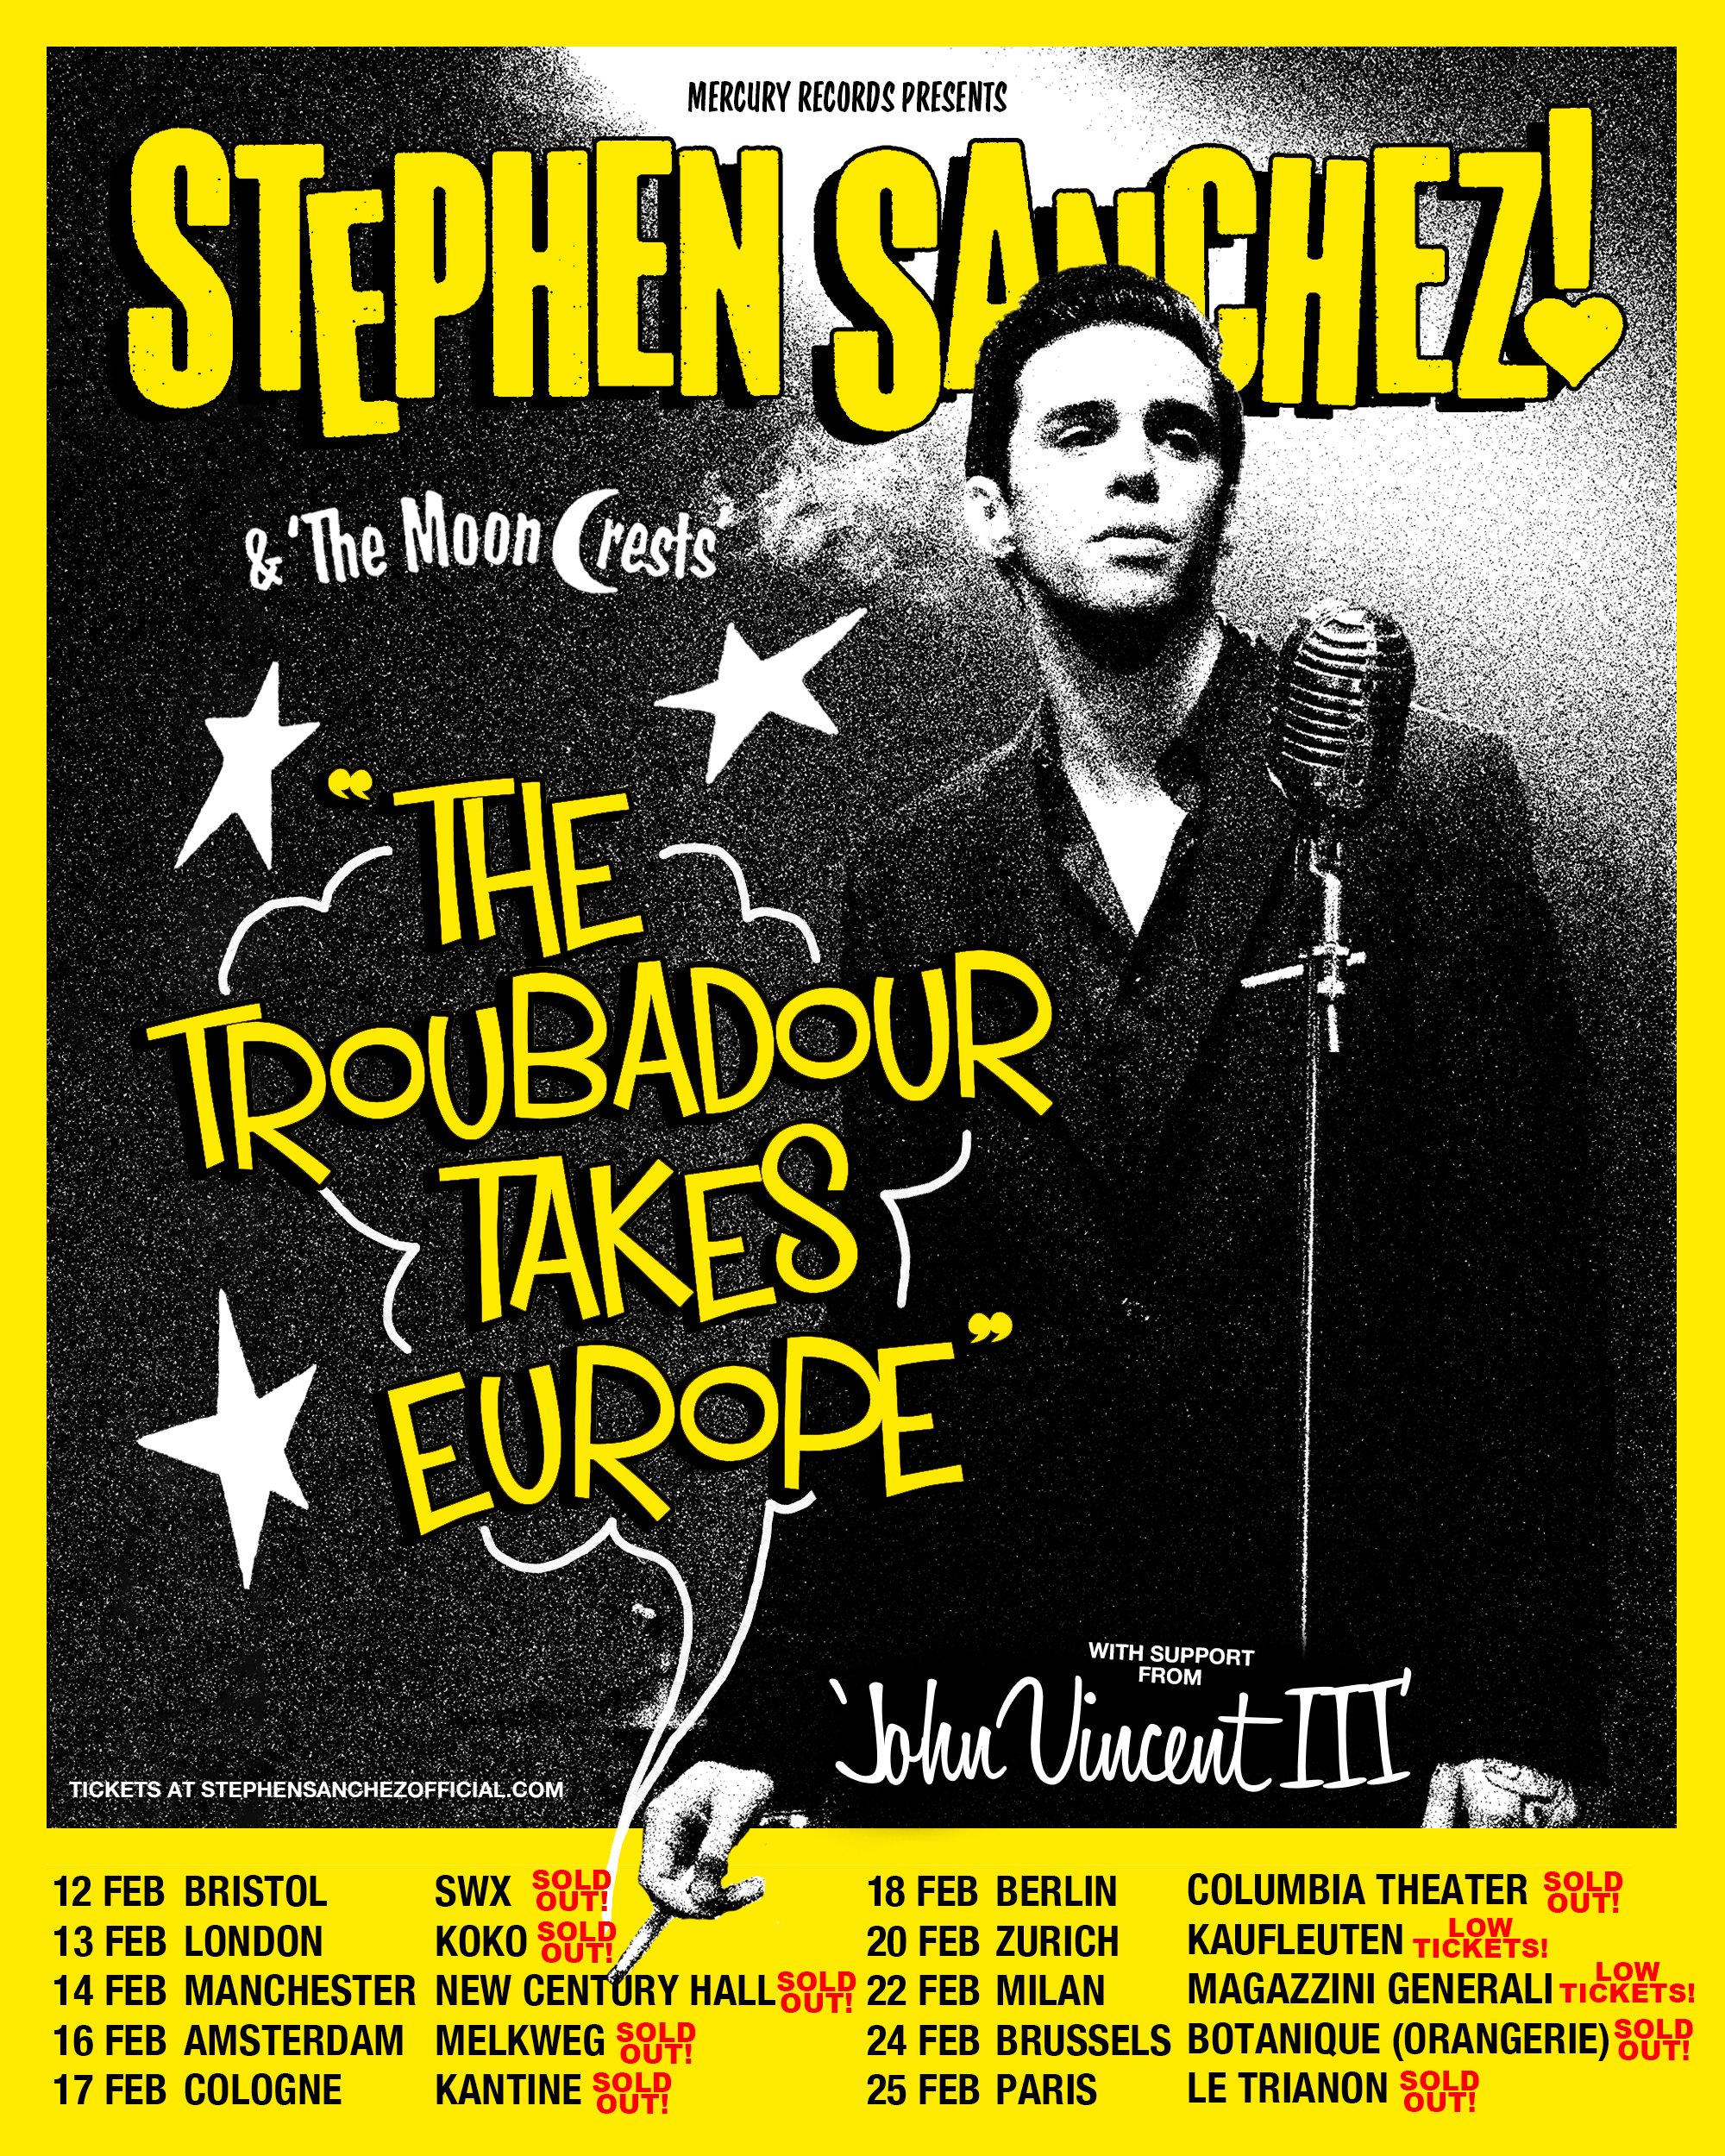 MERCURY RECORDS PRESENTS
STEPHEN SANCHEZ!
& 'The Moon Crests'
"THE
TROUBADOUR
TAKES
EUROPE"
WITH SUPPORT
FROM
'John Vincent III'
TICKETS AT STEPHENSANCHEZOFFICIAL.COM
12 FEB BRISTOL SWX SOLD OUT!
13 FEB LONDON KOKO SOLD OUT!
14 FEB MANCHESTER NEW CENTURY HALL SOLD OUT!
16 FEB AMSTERDAM MELKWEG SOLD OUT!
17 FEB COLOGNE KANTINE SOLD OUT!
18 FEB BERLIN COLUMBIA THEATER SOLD OUT!
20 FEB ZURICH KAUFLEUTEN LOW TICKETS!
22 FEB MILAN MAGAZZINI GENERALI LOW TICKETS!
24 FEB BRUSSELS BOTANIQUE (ORANGERIE) SOLD OUT!
25 FEB PARIS LE TRIANON SOLD OUT!